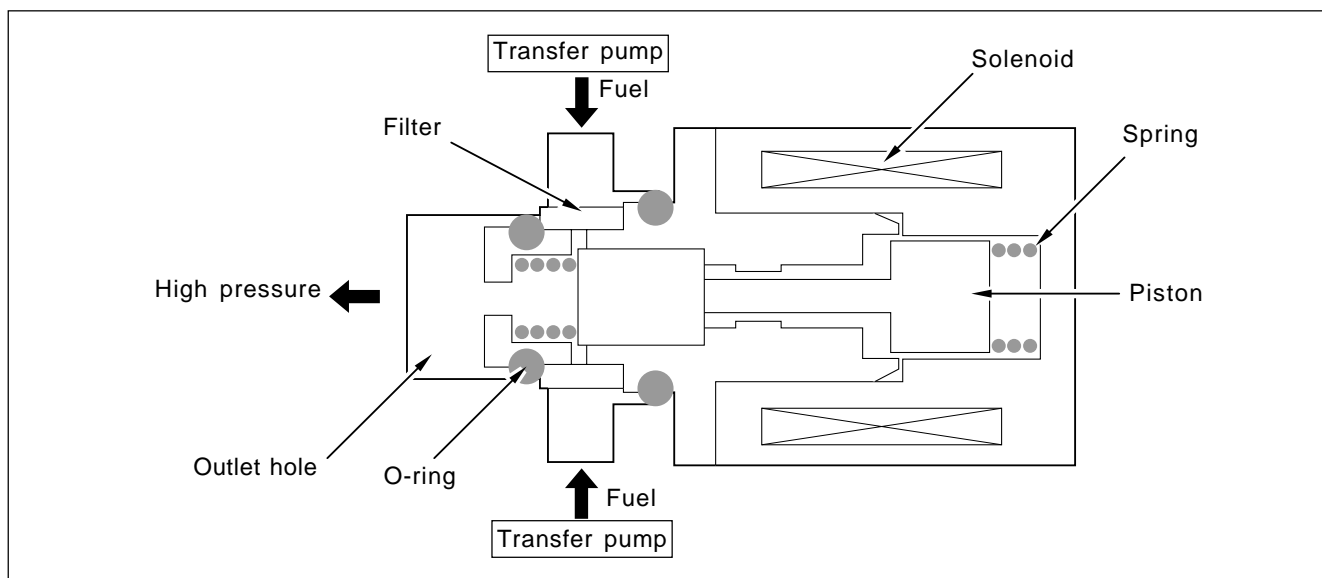 Transfer pump
Fuel
Solenoid
Filter
Spring
High pressure
Piston
Outlet hole
O-ring
Fuel
Transfer pump